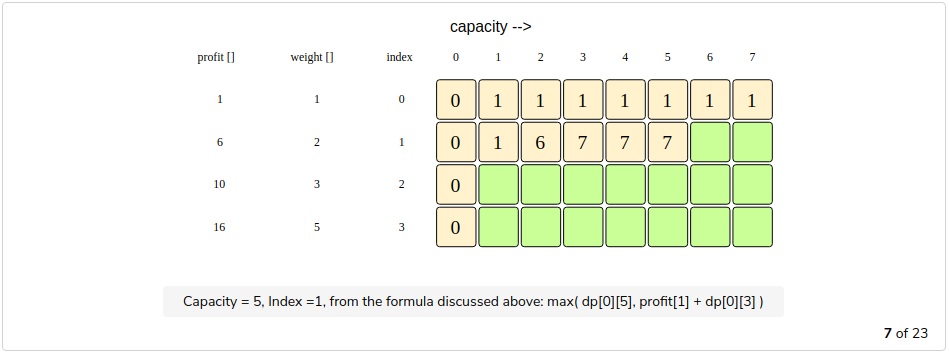 capacity -->
profit [] weight [] index 0 1 2 3 4 5 6 7
1 1 0 0 1 1 1 1 1 1 1
6 2 1 0 1 6 7 7 7
10 3 2 0
16 5 3 0
Capacity = 5, Index =1, from the formula discussed above: max( dp[0][5], profit[1] + dp[0][3] )
7 of 23